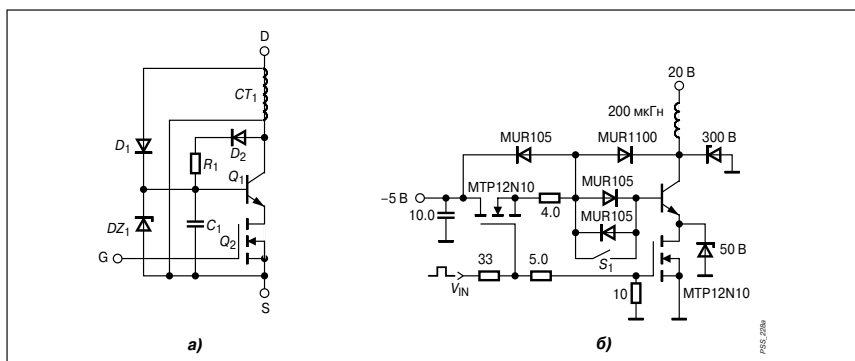 D
CT1
D1
D2
R1
Q1
DZ1
C1
Q2
G
S
а)
20 В
200 мкГн
MUR105
MUR1100
300 В
–5 В
MTP12N10
MUR105
10.0
4.0
MUR105
50 В
S1
33
5.0
VIN
10
MTP12N10
б)
PSS_228a